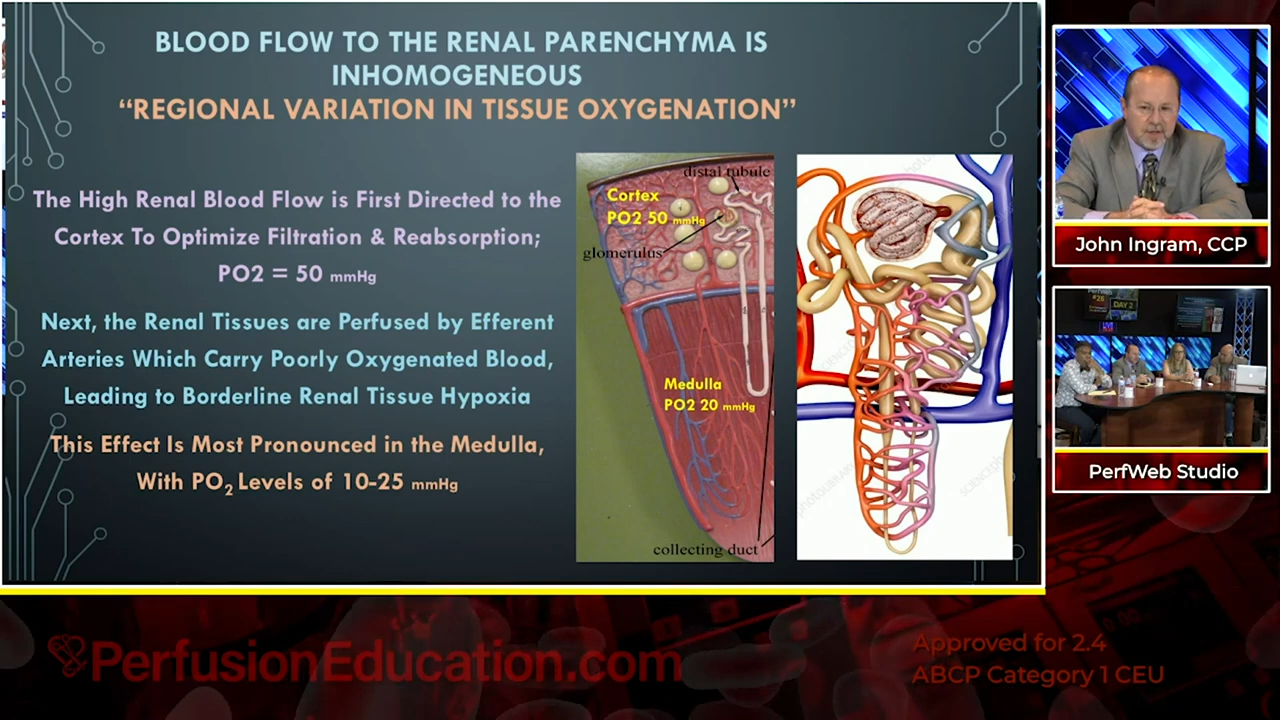 BLOOD FLOW TO THE RENAL PARENCHYMA IS
INHOMOGENEOUS
“REGIONAL VARIATION IN TISSUE OXYGENATION”
The High Renal Blood Flow is First Directed to the
Cortex To Optimize Filtration & Reabsorption;
PO2 = 50 mmHg
Next, the Renal Tissues are Perfused by Efferent
Arteries Which Carry Poorly Oxygenated Blood,
Leading to Borderline Renal Tissue Hypoxia
This Effect Is Most Pronounced in the Medulla,
With PO2 Levels of 10-25 mmHg
distal tubule
Cortex
PO2 50 mmHg
glomerulus
Medulla
PO2 20 mmHg
collecting duct
John Ingram, CCP
DAY 2
PerfWeb Studio
PerfusionEducation.com
Approved for 2.4
ABCP Category 1 CEU